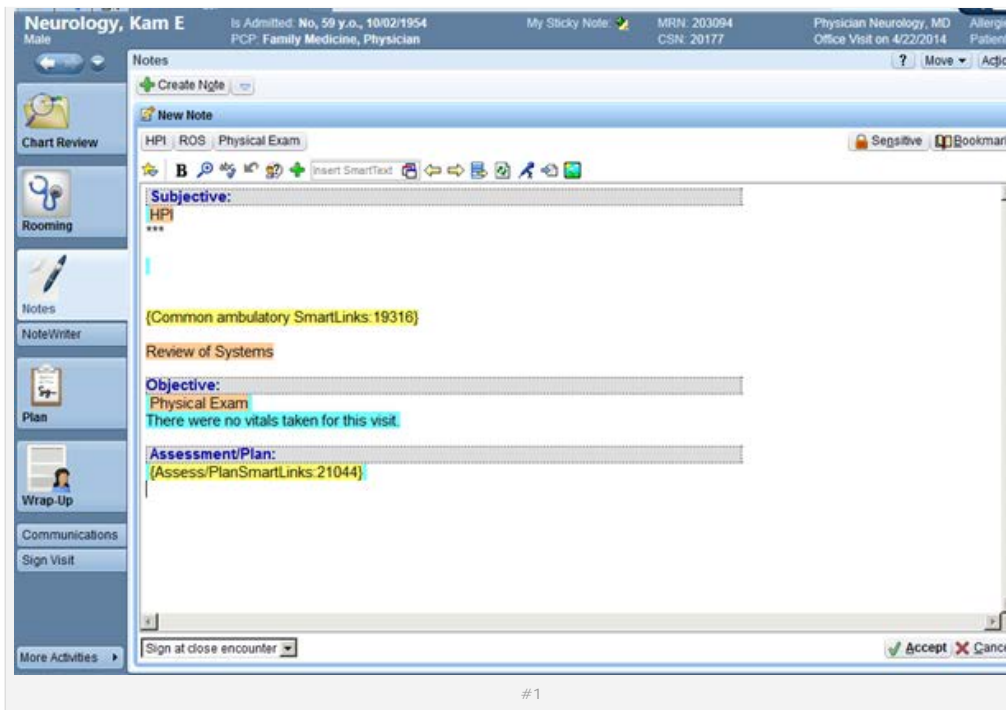 Neurology, Kam E Is Admitted: No, 59 y.o., 10/02/1954 My Sticky Note: MRN: 203094 Physician Neurology, MD
Male PCP: Family Medicine, Physician CSN: 20177 Office Visit on 4/22/2014
Notes ? Move
Create Note
New Note
Chart Review HPI ROS Physical Exam Sensitive
B Insert SmartText
Subjective:
HPI
Rooming
***
Notes
{Common ambulatory SmartLinks:19316}
NoteWriter
Review of Systems
Objective:
Physical Exam
Plan
There were no vitals taken for this visit.
Assessment/Plan:
{Assess/PlanSmartLinks:21044}
Wrap-Up
Communications
Sign Visit
More Activities
Sign at close encounter Accept
#1